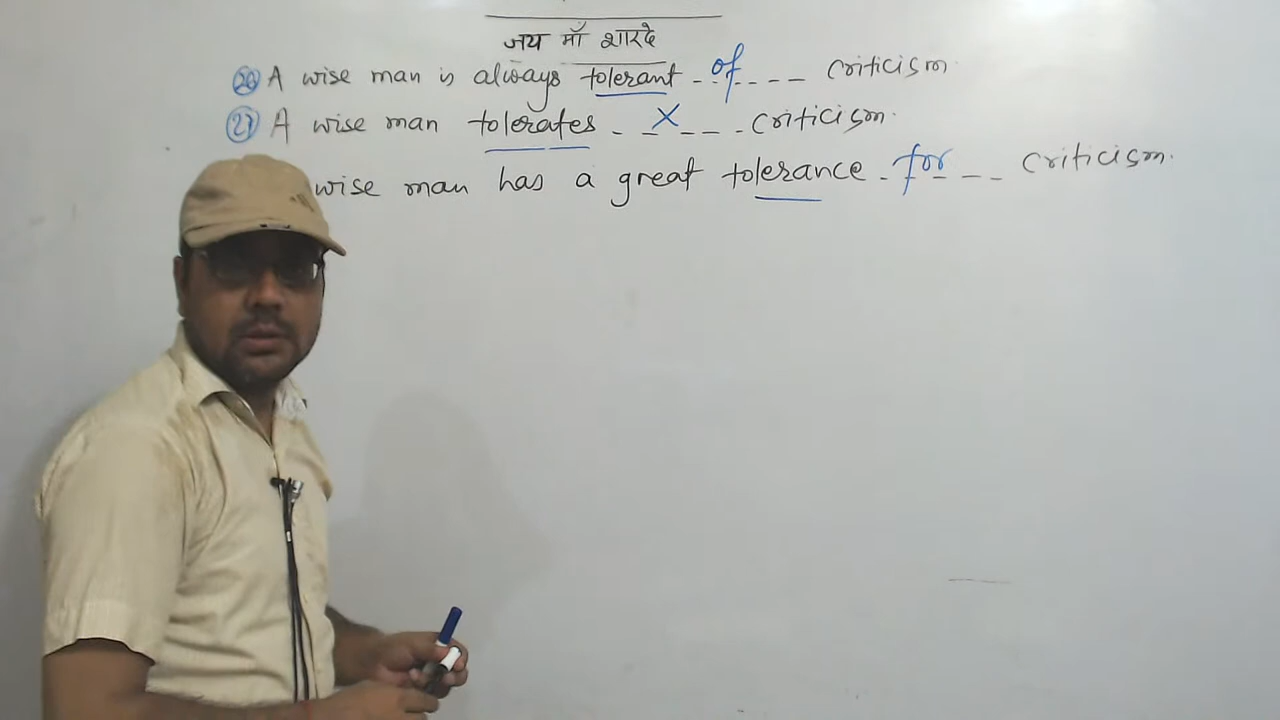 जय माँ शारदे
26 A wise man is always tolerant - of - - - criticism.
27 A wise man tolerates - X - - - criticism.
wise man has a great tolerance - for - - criticism.